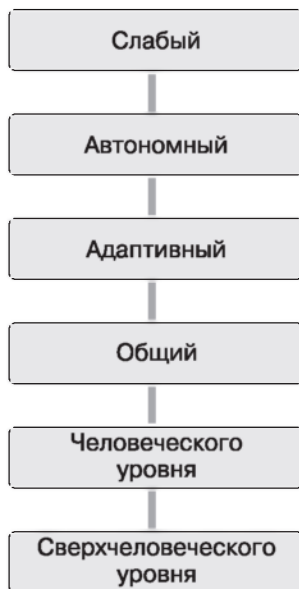 Слабый
Автономный
Адаптивный
Общий
Человеческого
уровня
Сверхчеловеческого
уровня